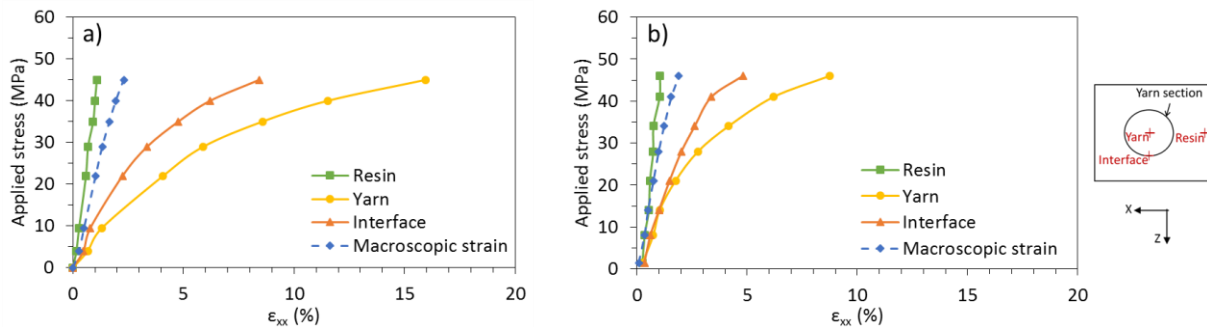 a)
Applied stress (MPa)
60
50
40
30
20
10
0
0
5
10
15
20
εxx (%)
Resin
Yarn
Interface
Macroscopic strain
b)
Applied stress (MPa)
60
50
40
30
20
10
0
0
5
10
15
20
εxx (%)
Resin
Yarn
Interface
Macroscopic strain
Yarn section
Yarn
Resin
Interface
X
Z